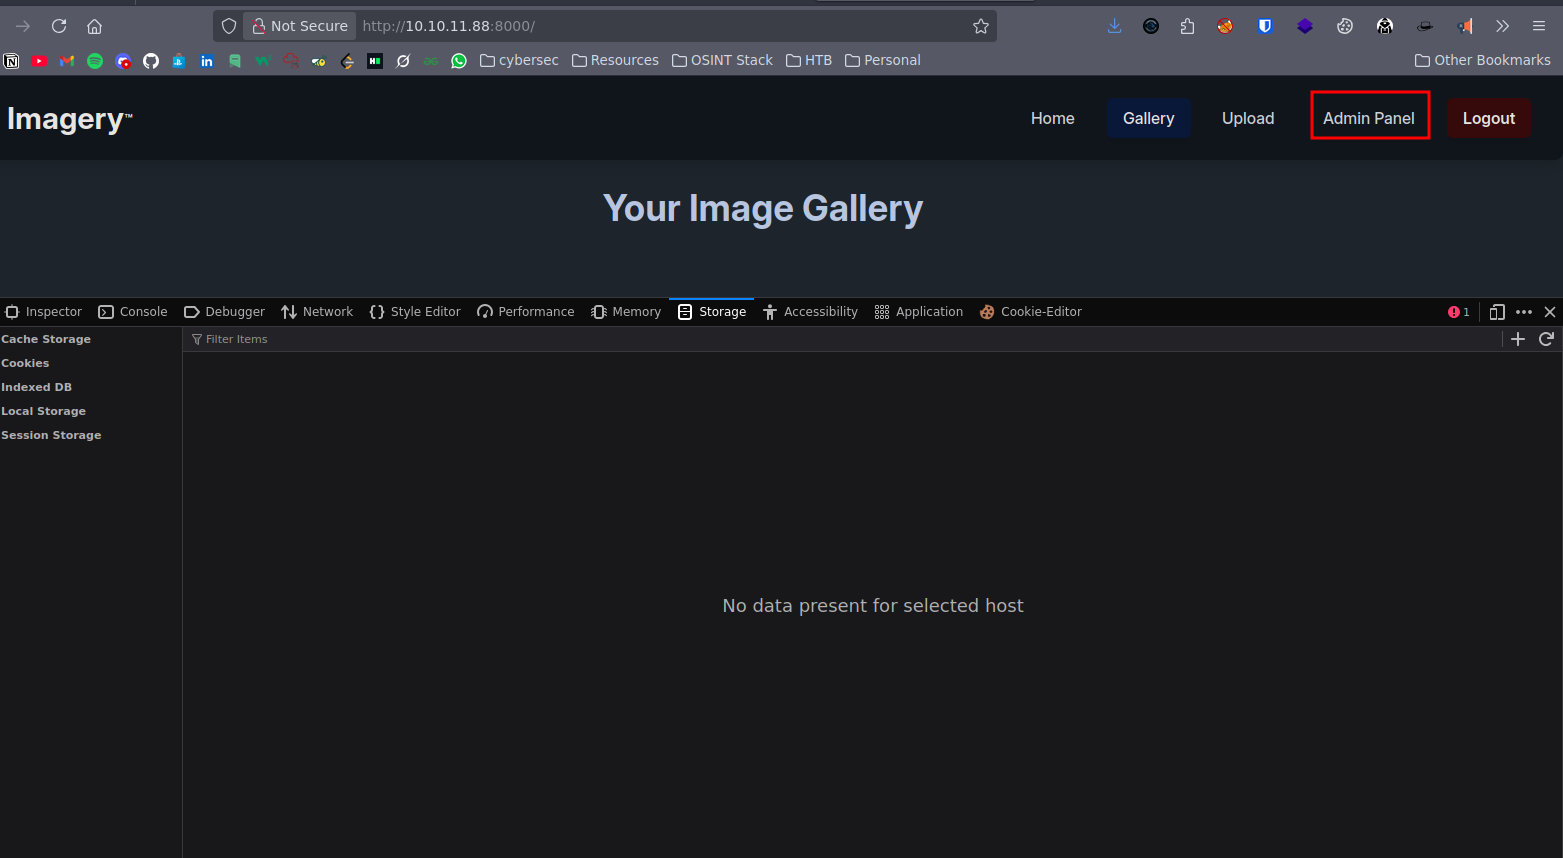 Not Secure http://10.10.11.88:8000/
cybersec Resources OSINT Stack HTB Personal Other Bookmarks
Imagery™ Home Gallery Upload Admin Panel Logout
Your Image Gallery
Inspector Console Debugger Network Style Editor Performance Memory Storage Accessibility Application Cookie-Editor 1
Cache Storage Filter Items
Cookies
Indexed DB
Local Storage
Session Storage
No data present for selected host